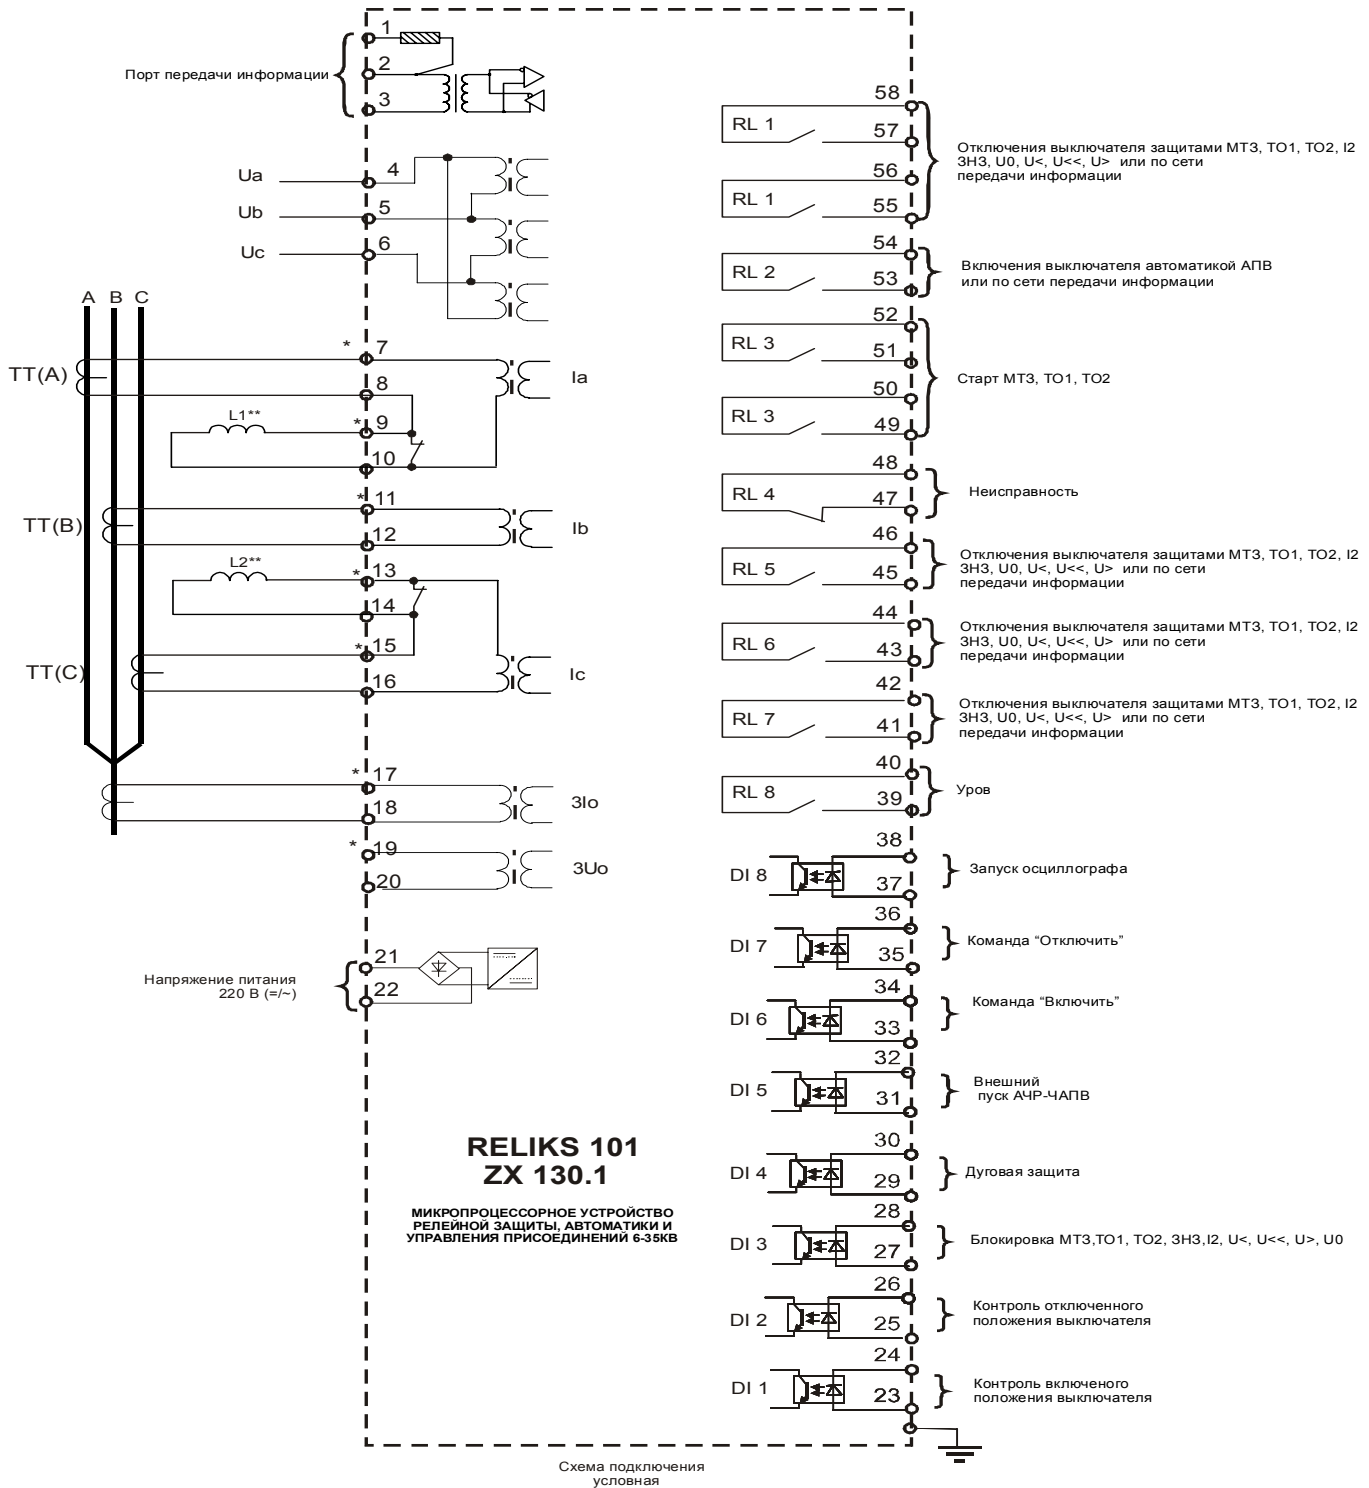 1
Порт передачи информации
2
3
Ua
4
Ub
5
Uc
6
A B C
TT(A)
* 7
8
Ia
L1**
* 9
10
TT(B)
* 11
12
Ib
L2**
* 13
14
TT(C)
* 15
16
Ic
* 17
18
3Io
* 19
20
3Uo
Напряжение питания
220 В (=/~)
21
22
RELIKS 101
ZX 130.1
МИКРОПРОЦЕССОРНОЕ УСТРОЙСТВО
РЕЛЕЙНОЙ ЗАЩИТЫ, АВТОМАТИКИ И
УПРАВЛЕНИЯ ПРИСОЕДИНЕНИЙ 6-35КВ
58
RL 1
57
56
RL 1
55
Отключения выключателя защитами МТЗ, ТО1, ТО2, I2
ЗНЗ, U0, U<, U<<, U> или по сети
передачи информации
54
RL 2
53
Включения выключателя автоматикой АПВ
или по сети передачи информации
52
RL 3
51
50
RL 3
49
Старт МТЗ, ТО1, ТО2
48
RL 4
47
Неисправность
46
RL 5
45
Отключения выключателя защитами МТЗ, ТО1, ТО2, I2
ЗНЗ, U0, U<, U<<, U> или по сети
передачи информации
44
RL 6
43
Отключения выключателя защитами МТЗ, ТО1, ТО2, I2
ЗНЗ, U0, U<, U<<, U> или по сети
передачи информации
42
RL 7
41
Отключения выключателя защитами МТЗ, ТО1, ТО2, I2
ЗНЗ, U0, U<, U<<, U> или по сети
передачи информации
40
RL 8
39
Уров
38
DI 8
37
Запуск осциллографа
36
DI 7
35
Команда “Отключить”
34
DI 6
33
Команда “Включить”
32
DI 5
31
Внешний
пуск АЧР-ЧАПВ
30
DI 4
29
Дуговая защита
28
DI 3
27
Блокировка МТЗ,ТО1, ТО2, ЗНЗ,I2, U<, U<<, U>, U0
26
DI 2
25
Контроль отключенного
положения выключателя
24
DI 1
23
Контроль включеного
положения выключателя
Схема подключения
условная